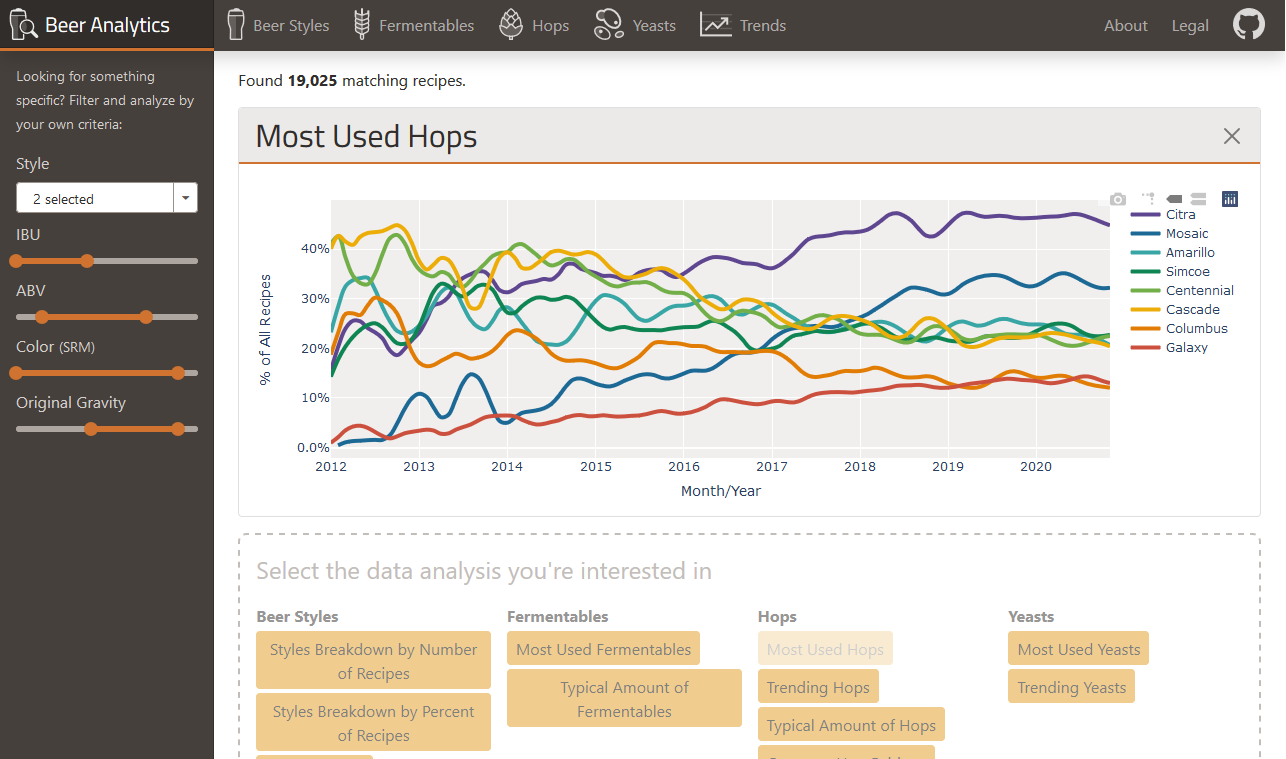 Beer Analytics
Beer Styles
Fermentables
Hops
Yeasts
Trends
About
Legal
Looking for something
specific? Filter and analyze by
your own criteria:
Style
2 selected
IBU
ABV
Color (SRM)
Original Gravity
Found 19,025 matching recipes.
Most Used Hops
% of All Recipes
40%
30%
20%
10%
0.0%
2012
2013
2014
2015
2016
2017
2018
2019
2020
Month/Year
Citra
Mosaic
Amarillo
Simcoe
Centennial
Cascade
Columbus
Galaxy
Select the data analysis you're interested in
Beer Styles
Styles Breakdown by Number
of Recipes
Styles Breakdown by Percent
of Recipes
Fermentables
Most Used Fermentables
Typical Amount of
Fermentables
Hops
Most Used Hops
Trending Hops
Typical Amount of Hops
Yeasts
Most Used Yeasts
Trending Yeasts